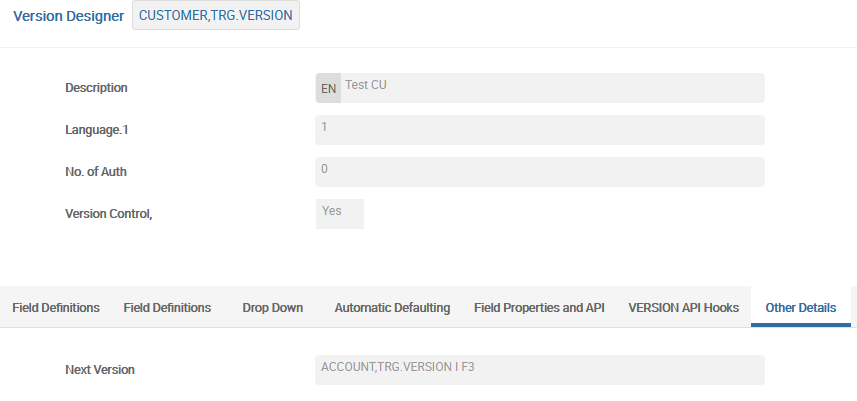 Version Designer CUSTOMER,TRG.VERSION
Description EN Test CU
Language.1 1
No. of Auth 0
Version Control, Yes
Field Definitions Field Definitions Drop Down Automatic Defaulting Field Properties and API VERSION API Hooks Other Details
Next Version ACCOUNT,TRG.VERSION I F3